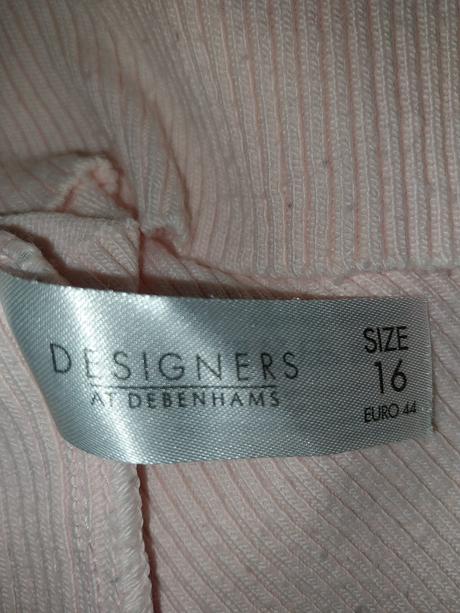 DESIGNERS
AT DEBENHAMS
SIZE
16
EURO 44